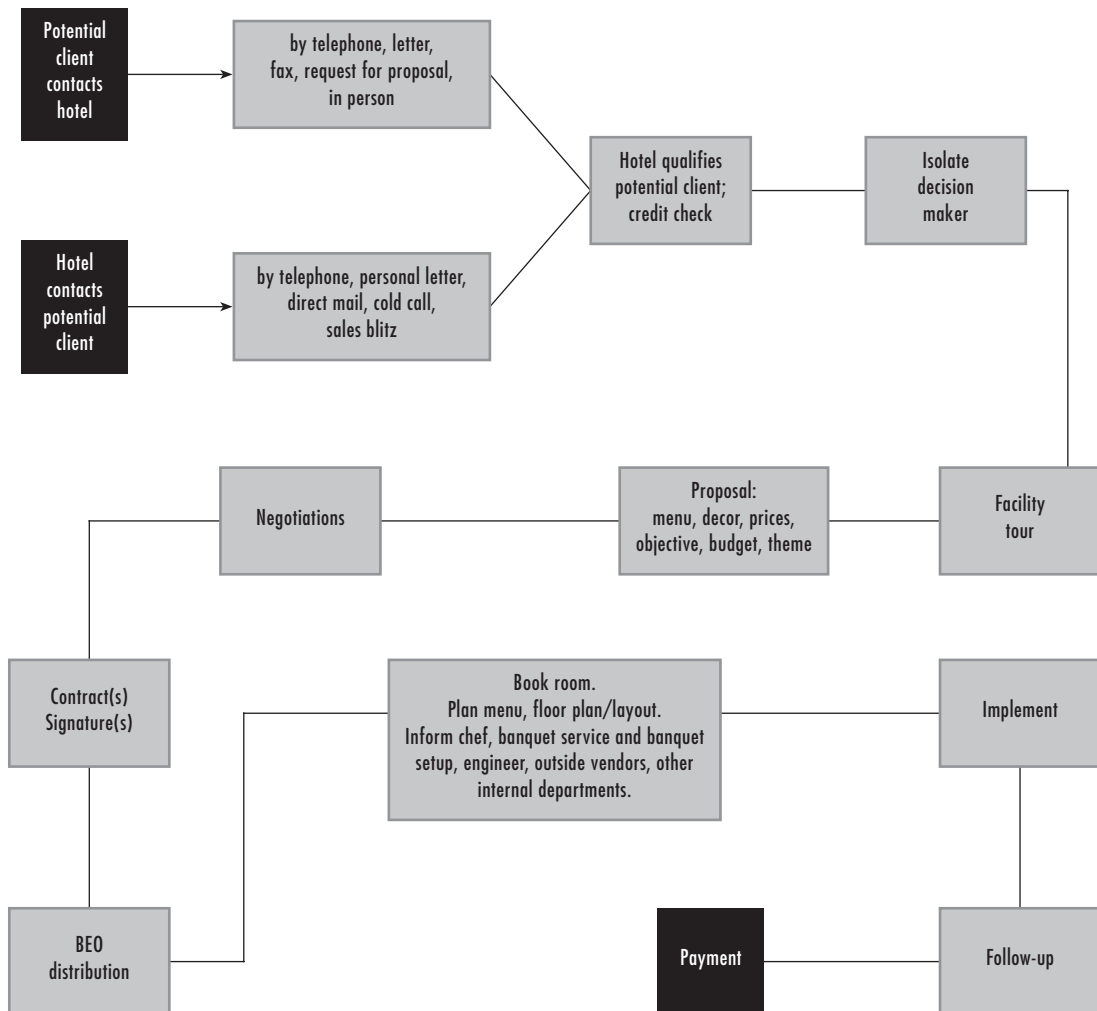 Potential
client
contacts
hotel
by telephone, letter,
fax, request for proposal,
in person
Hotel
contacts
potential
client
by telephone, personal letter,
direct mail, cold call,
sales blitz
Hotel qualifies
potential client;
credit check
Isolate
decision
maker
Facility
tour
Proposal:
menu, decor, prices,
objective, budget, theme
Negotiations
Contract(s)
Signature(s)
BEO
distribution
Book room.
Plan menu, floor plan/layout.
Inform chef, banquet service and banquet
setup, engineer, outside vendors, other
internal departments.
Implement
Follow-up
Payment